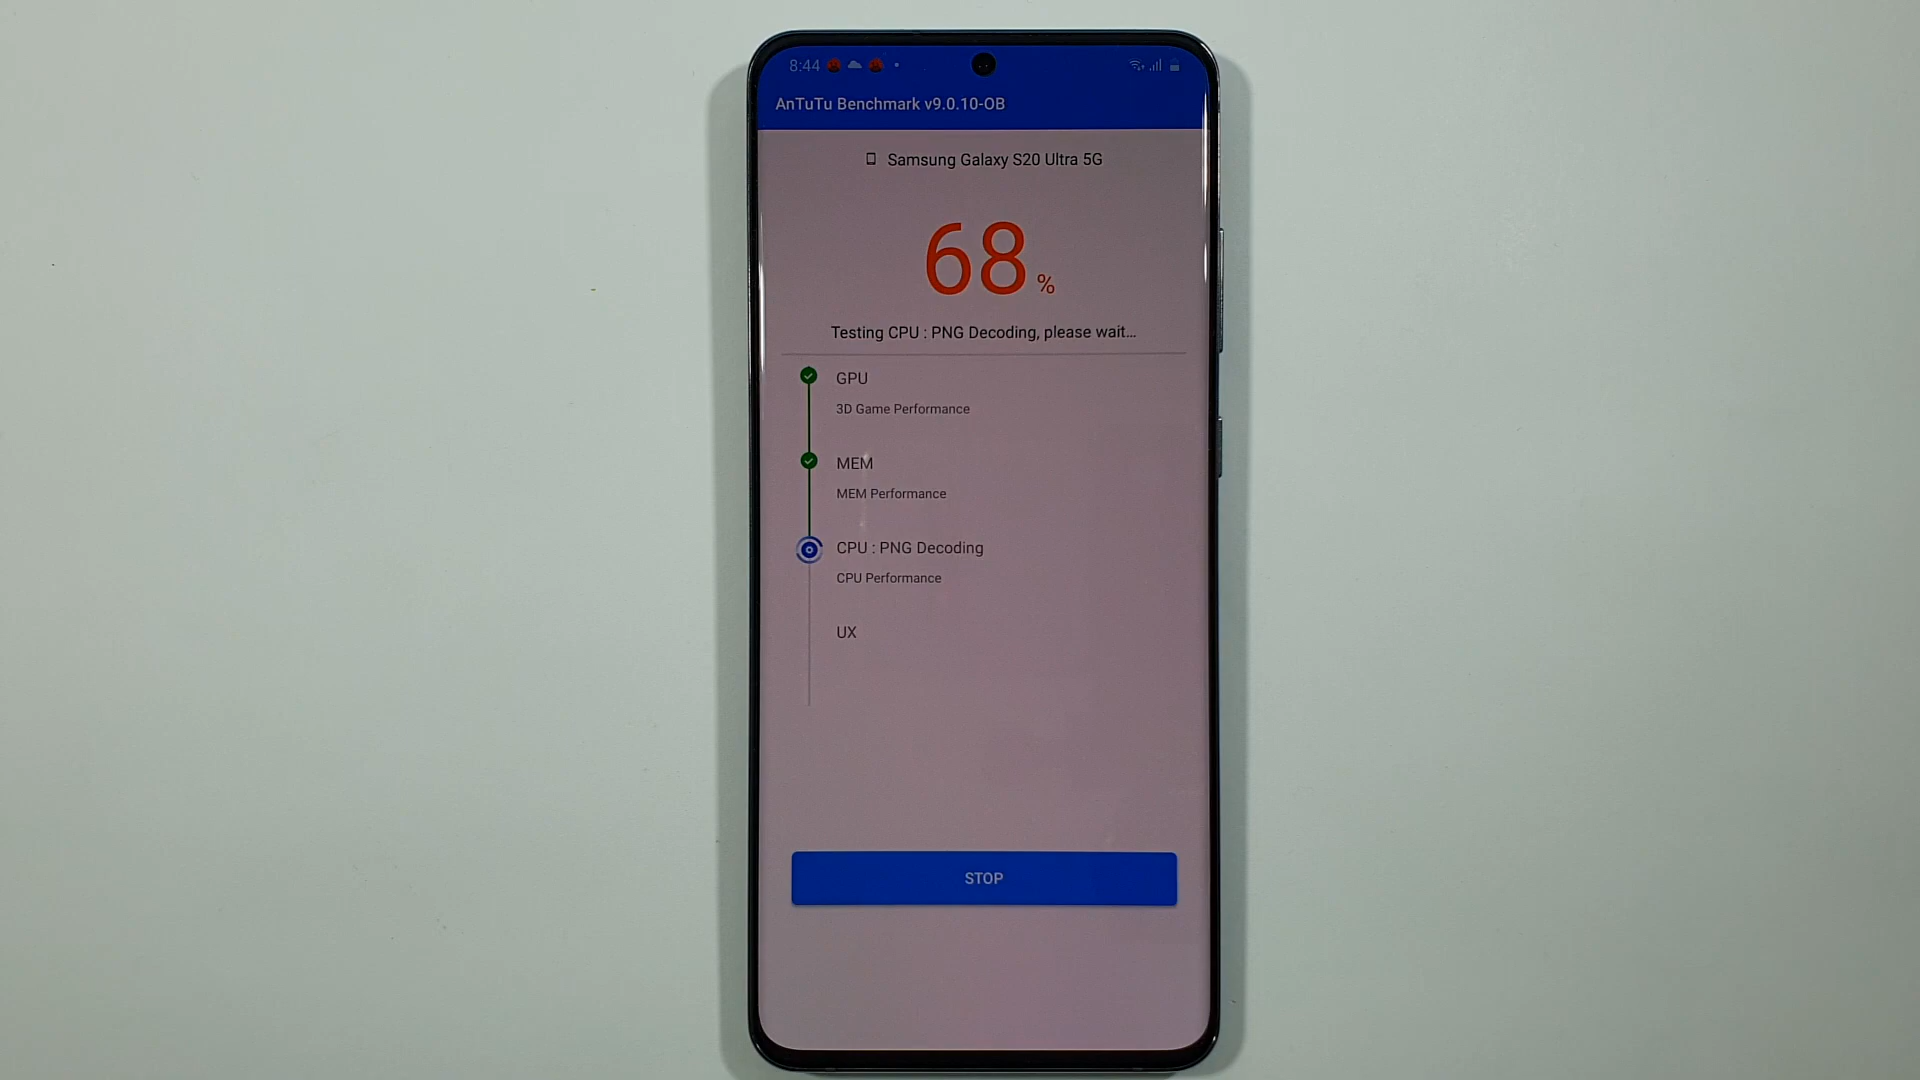 8:44
AnTuTu Benchmark v9.0.10-OB
Samsung Galaxy S20 Ultra 5G
68 %
Testing CPU : PNG Decoding, please wait...
GPU
3D Game Performance
MEM
MEM Performance
CPU : PNG Decoding
CPU Performance
UX
STOP